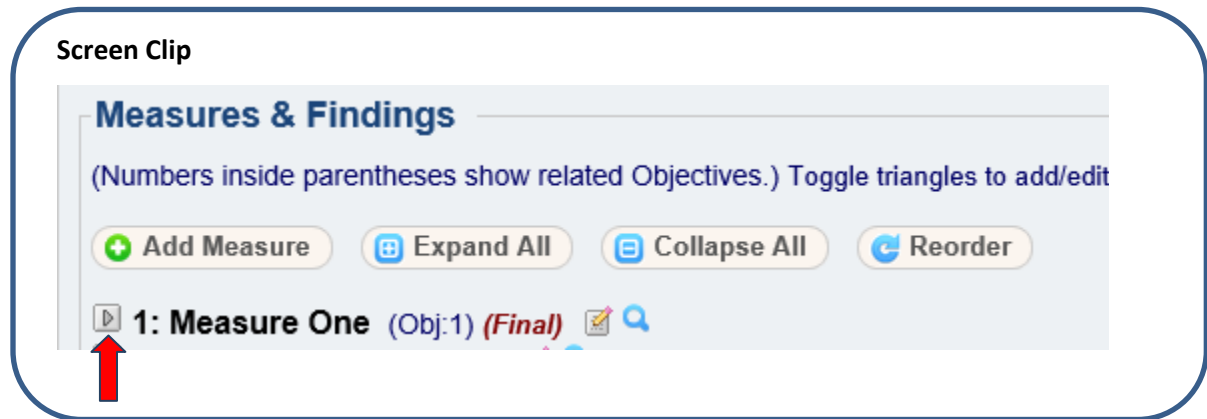 Screen Clip
Measures & Findings
(Numbers inside parentheses show related Objectives.) Toggle triangles to add/edit
Add Measure Expand All Collapse All Reorder
1: Measure One (Obj:1) (Final)